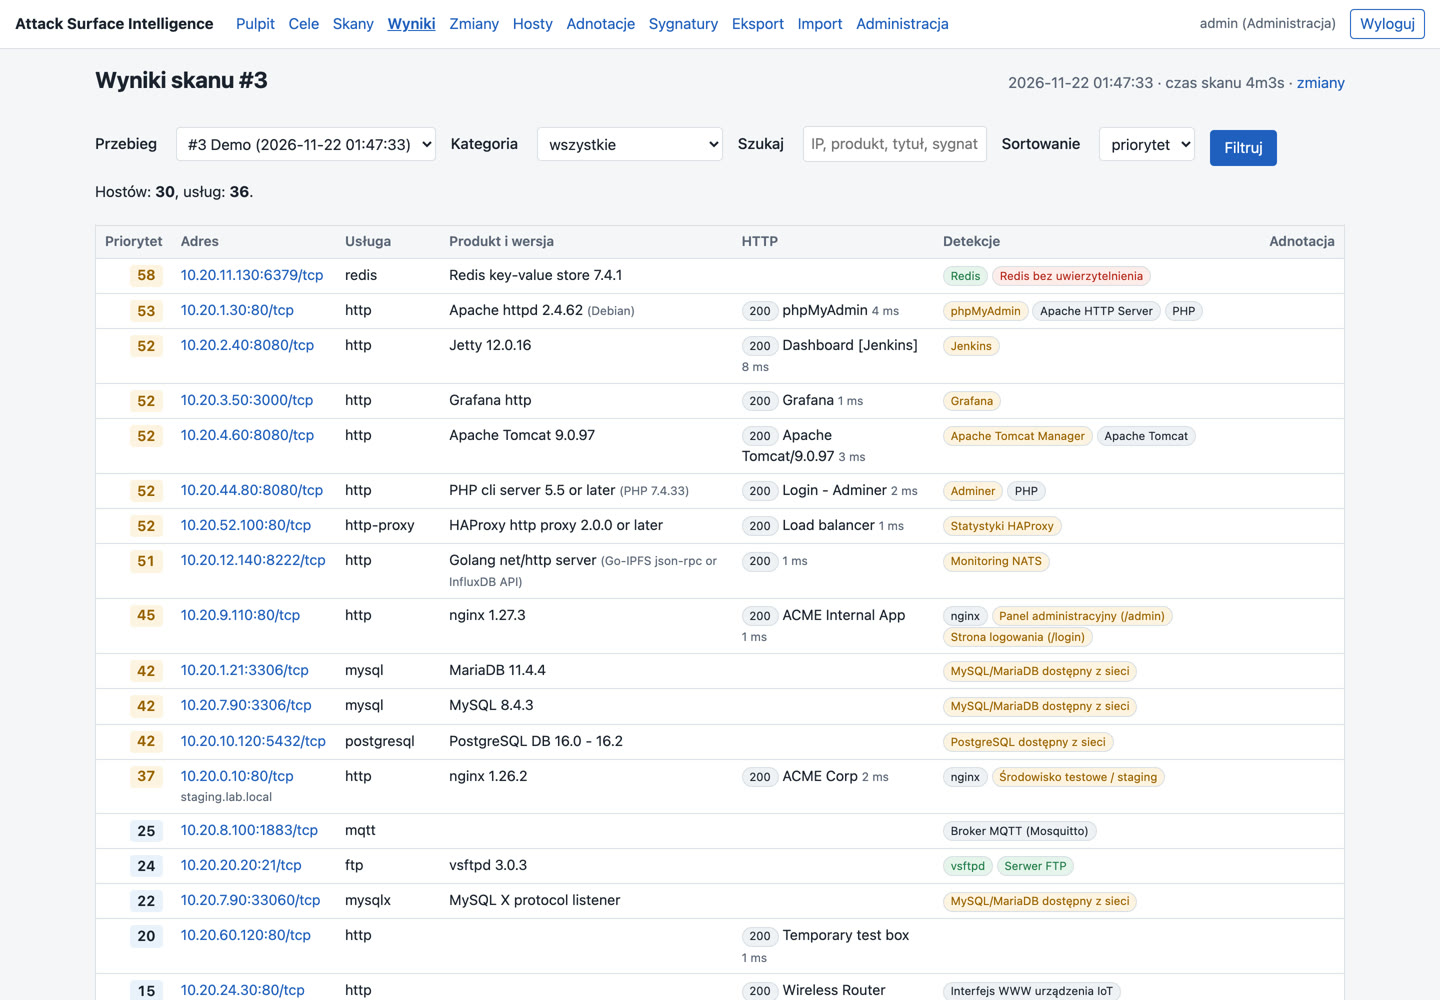 Attack Surface Intelligence Pulpit Cele Skany Wyniki Zmiany Hosty Adnotacje Sygnatury Eksport Import Administracja admin (Administracja) Wyloguj
Wyniki skanu #3 2026-11-22 01:47:33 · czas skanu 4m3s · zmiany
Przebieg #3 Demo (2026-11-22 01:47:33) Kategoria wszystkie Szukaj IP, produkt, tytuł, sygnat Sortowanie priorytet Filtruj
Hostów: 30, usług: 36.
Priorytet Adres Usługa Produkt i wersja HTTP Detekcje Adnotacja
58 10.20.11.130:6379/tcp redis Redis key-value store 7.4.1 Redis Redis bez uwierzytelnienia
53 10.20.1.30:80/tcp http Apache httpd 2.4.62 (Debian) 200 phpMyAdmin 4 ms phpMyAdmin Apache HTTP Server PHP
52 10.20.2.40:8080/tcp http Jetty 12.0.16 200 Dashboard [Jenkins] Jenkins
8 ms
52 10.20.3.50:3000/tcp http Grafana http 200 Grafana 1 ms Grafana
52 10.20.4.60:8080/tcp http Apache Tomcat 9.0.97 200 Apache Apache Tomcat Manager Apache Tomcat
Tomcat/9.0.97 3 ms
52 10.20.44.80:8080/tcp http PHP cli server 5.5 or later (PHP 7.4.33) 200 Login - Adminer 2 ms Adminer PHP
52 10.20.52.100:80/tcp http-proxy HAProxy http proxy 2.0.0 or later 200 Load balancer 1 ms Statystyki HAProxy
51 10.20.12.140:8222/tcp http Golang net/http server (Go-IPFS json-rpc or 200 1 ms Monitoring NATS
InfluxDB API)
45 10.20.9.110:80/tcp http nginx 1.27.3 200 ACME Internal App nginx Panel administracyjny (/admin)
1 ms Strona logowania (/login)
42 10.20.1.21:3306/tcp mysql MariaDB 11.4.4 MySQL/MariaDB dostępny z sieci
42 10.20.7.90:3306/tcp mysql MySQL 8.4.3 MySQL/MariaDB dostępny z sieci
42 10.20.10.120:5432/tcp postgresql PostgreSQL DB 16.0 - 16.2 PostgreSQL dostępny z sieci
37 10.20.0.10:80/tcp http nginx 1.26.2 200 ACME Corp 2 ms nginx Środowisko testowe / staging
staging.lab.local
25 10.20.8.100:1883/tcp mqtt Broker MQTT (Mosquitto)
24 10.20.20.20:21/tcp ftp vsftpd 3.0.3 vsftpd Serwer FTP
22 10.20.7.90:33060/tcp mysqlx MySQL X protocol listener MySQL/MariaDB dostępny z sieci
20 10.20.60.120:80/tcp http 200 Temporary test box
1 ms
15 10.20.24.30:80/tcp http 200 Wireless Router Interfejs WWW urządzenia IoT